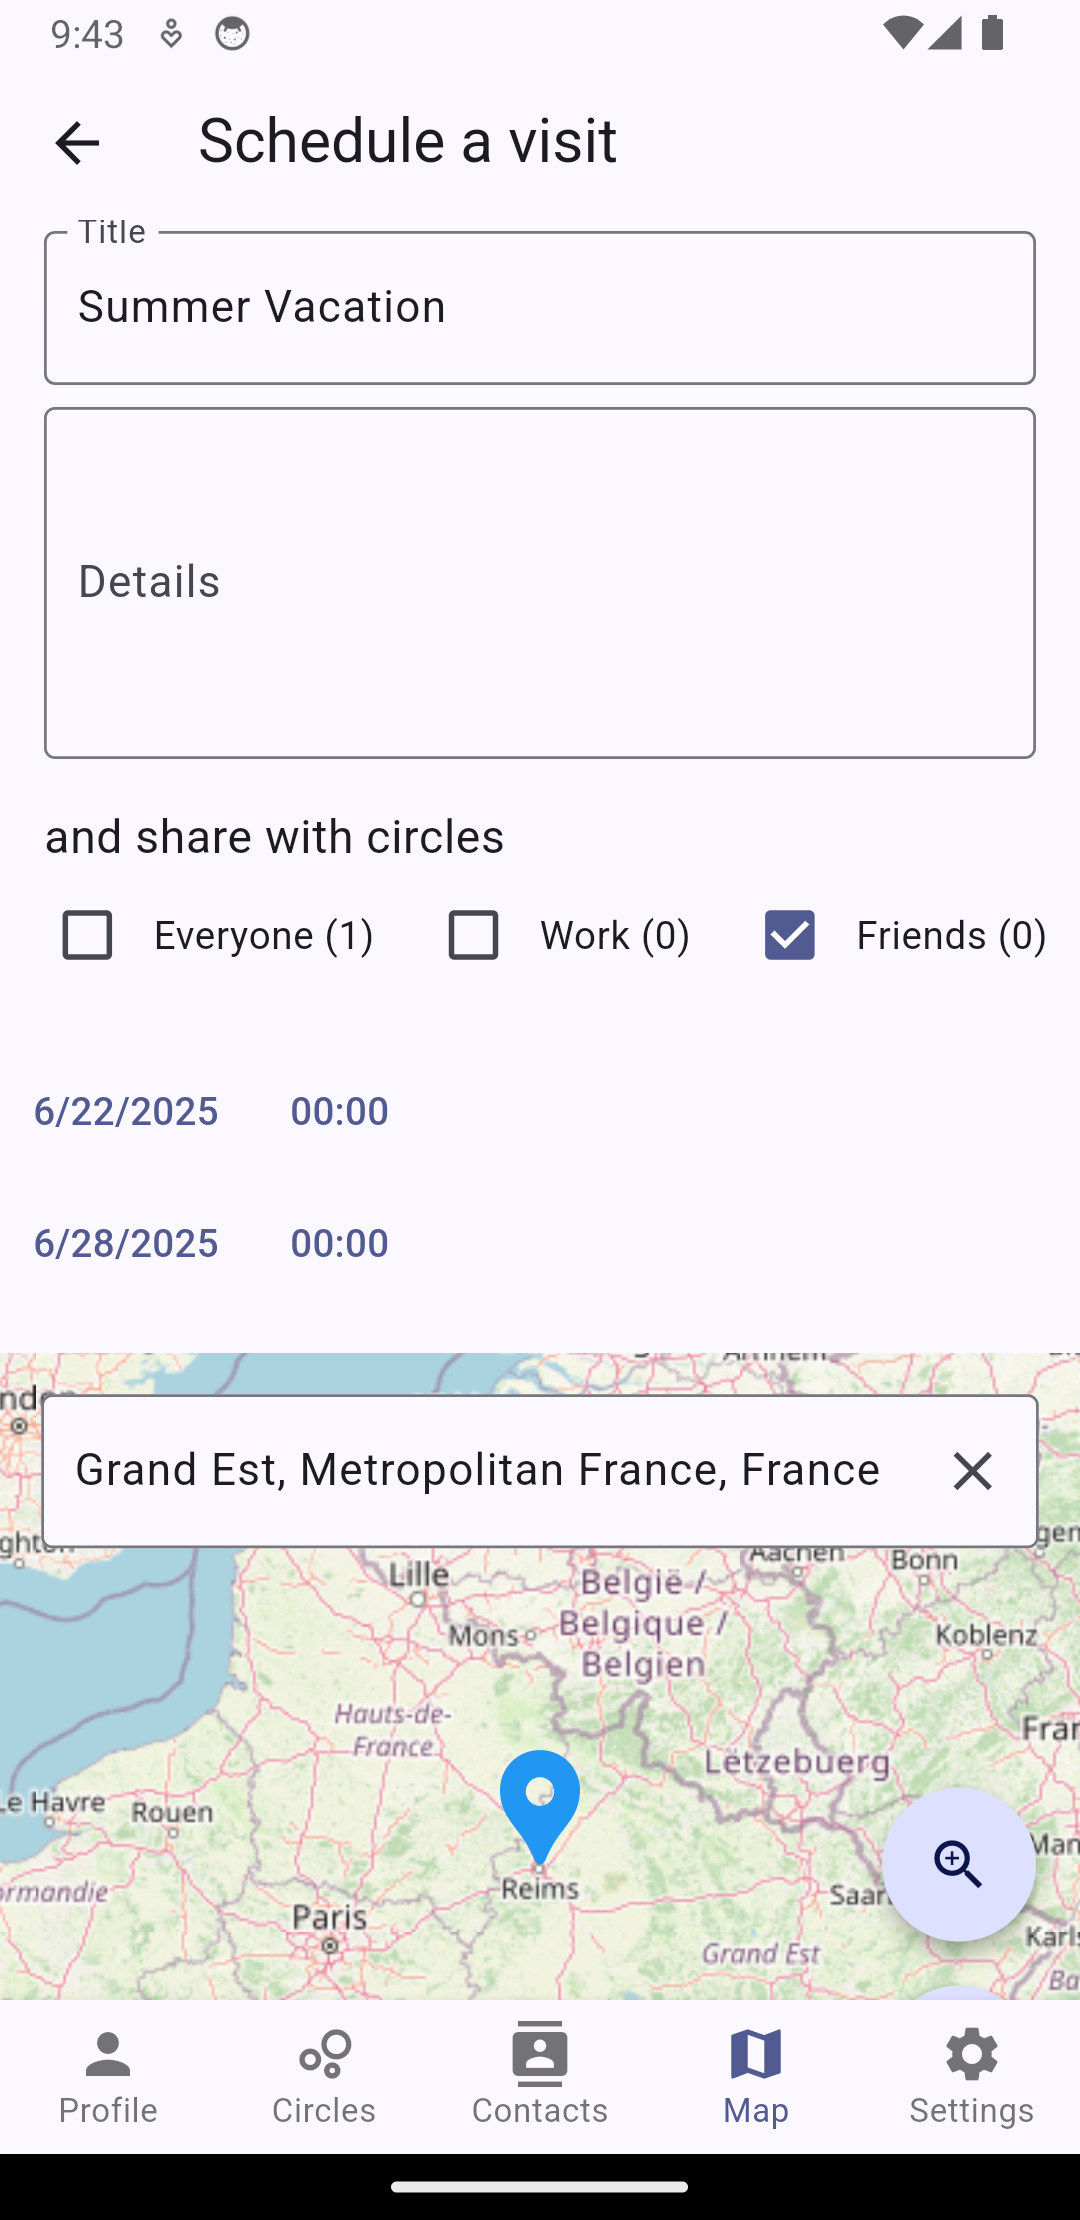 9:43
Schedule a visit
Title
Summer Vacation
Details
and share with circles
Everyone (1) Work (0) Friends (0)
6/22/2025 00:00
6/28/2025 00:00
Grand Est, Metropolitan France, France
Aachen Bonn
Lille
België /
Belgique /
Belgien
Mons
Koblenz
Hauts-de-
France
Lëtzebuerg
Le Havre
Rouen
Reims
Paris
Grand Est
Profile Circles Contacts Map Settings